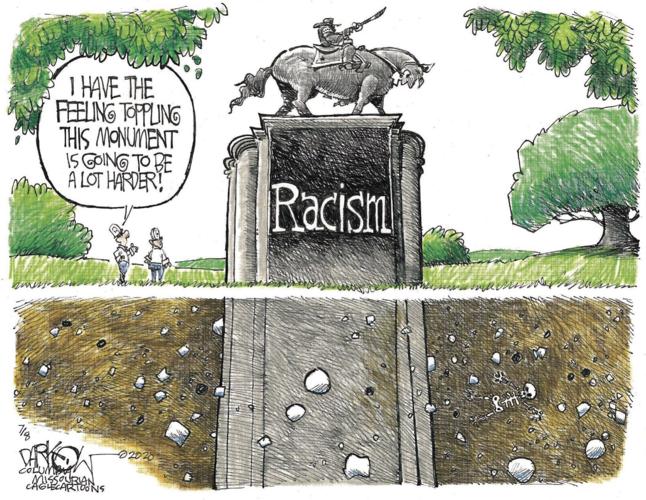 I HAVE THE
FEELING TOPPLING
THIS MONUMENT
IS GOING TO BE
A LOT HARDER!
Racism
7/8
DARKOW
©2020
COLUMBIA
MISSOURIAN
CAGLECARTOONS